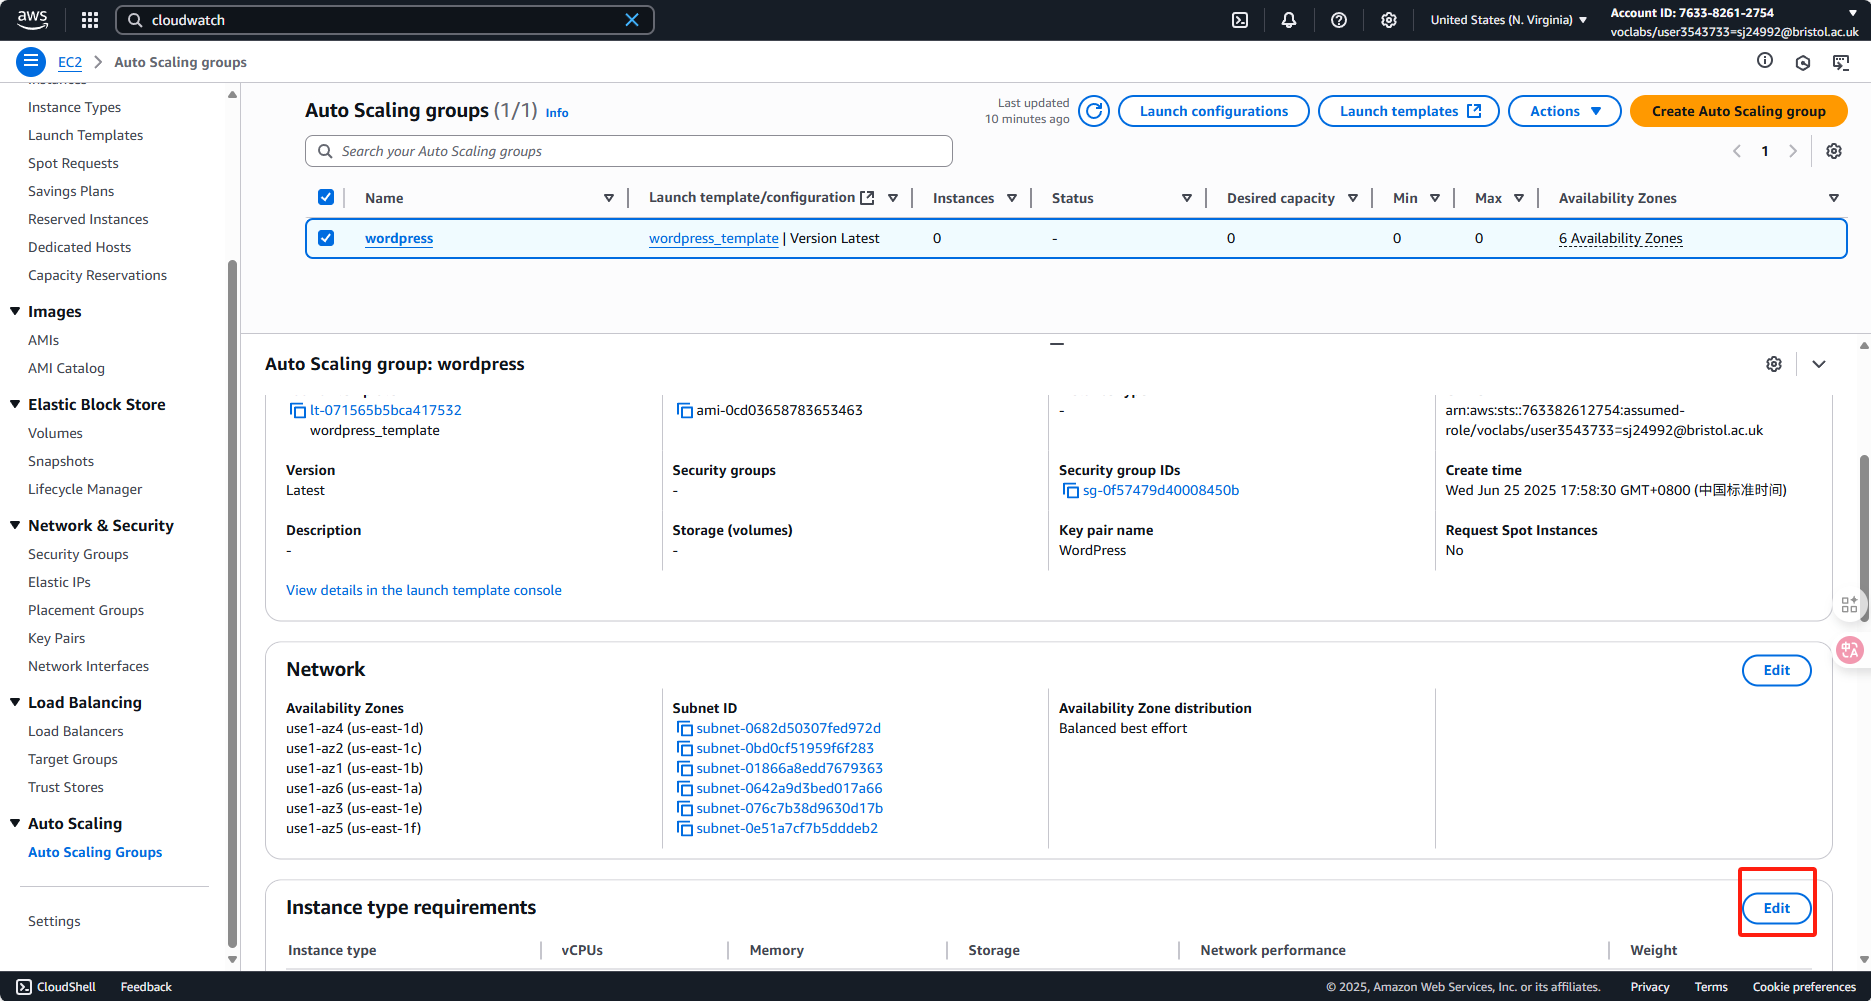 aws
cloudwatch
United States (N. Virginia)
Account ID: 7633-8261-2754
voclabs/user3543733=sj24992@bristol.ac.uk
EC2
Auto Scaling groups
Instances
Instance Types
Launch Templates
Spot Requests
Savings Plans
Reserved Instances
Dedicated Hosts
Capacity Reservations
Images
AMIs
AMI Catalog
Elastic Block Store
Volumes
Snapshots
Lifecycle Manager
Network & Security
Security Groups
Elastic IPs
Placement Groups
Key Pairs
Network Interfaces
Load Balancing
Load Balancers
Target Groups
Trust Stores
Auto Scaling
Auto Scaling Groups
Settings
Auto Scaling groups (1/1) Info
Last updated
10 minutes ago
Launch configurations
Launch templates
Actions
Create Auto Scaling group
Search your Auto Scaling groups
1
Name Launch template/configuration Instances Status Desired capacity Min Max Availability Zones
wordpress wordpress_template | Version Latest 0 - 0 0 0 6 Availability Zones
Auto Scaling group: wordpress
lt-071565b5bca417532
wordpress_template
ami-0cd03658783653463
-
arn:aws:sts::763382612754:assumed-
role/voclabs/user3543733=sj24992@bristol.ac.uk
Version
Latest
Security groups
-
Security group IDs
sg-0f57479d40008450b
Create time
Wed Jun 25 2025 17:58:30 GMT+0800 (中国标准时间)
Description
-
Storage (volumes)
-
Key pair name
WordPress
Request Spot Instances
No
View details in the launch template console
Network
Edit
Availability Zones
use1-az4 (us-east-1d)
use1-az2 (us-east-1c)
use1-az1 (us-east-1b)
use1-az6 (us-east-1a)
use1-az3 (us-east-1e)
use1-az5 (us-east-1f)
Subnet ID
subnet-0682d50307fed972d
subnet-0bd0cf51959f6f283
subnet-01866a8edd7679363
subnet-0642a9d3bed017a66
subnet-076c7b38d9630d17b
subnet-0e51a7cf7b5dddeb2
Availability Zone distribution
Balanced best effort
Instance type requirements
Edit
Instance type vCPUs Memory Storage Network performance Weight
CloudShell Feedback
© 2025, Amazon Web Services, Inc. or its affiliates. Privacy Terms Cookie preferences